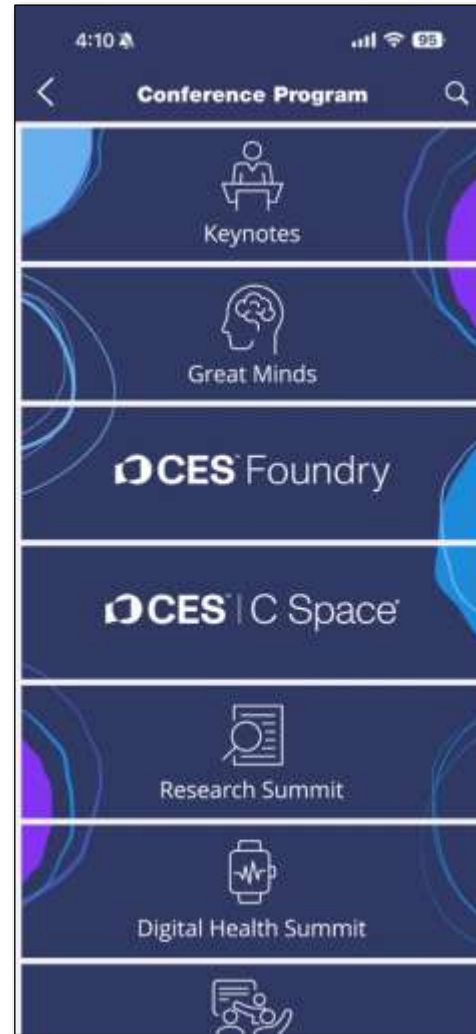 4:10
95
Conference Program
Keynotes
Great Minds
CES Foundry
CES | C Space
Research Summit
Digital Health Summit